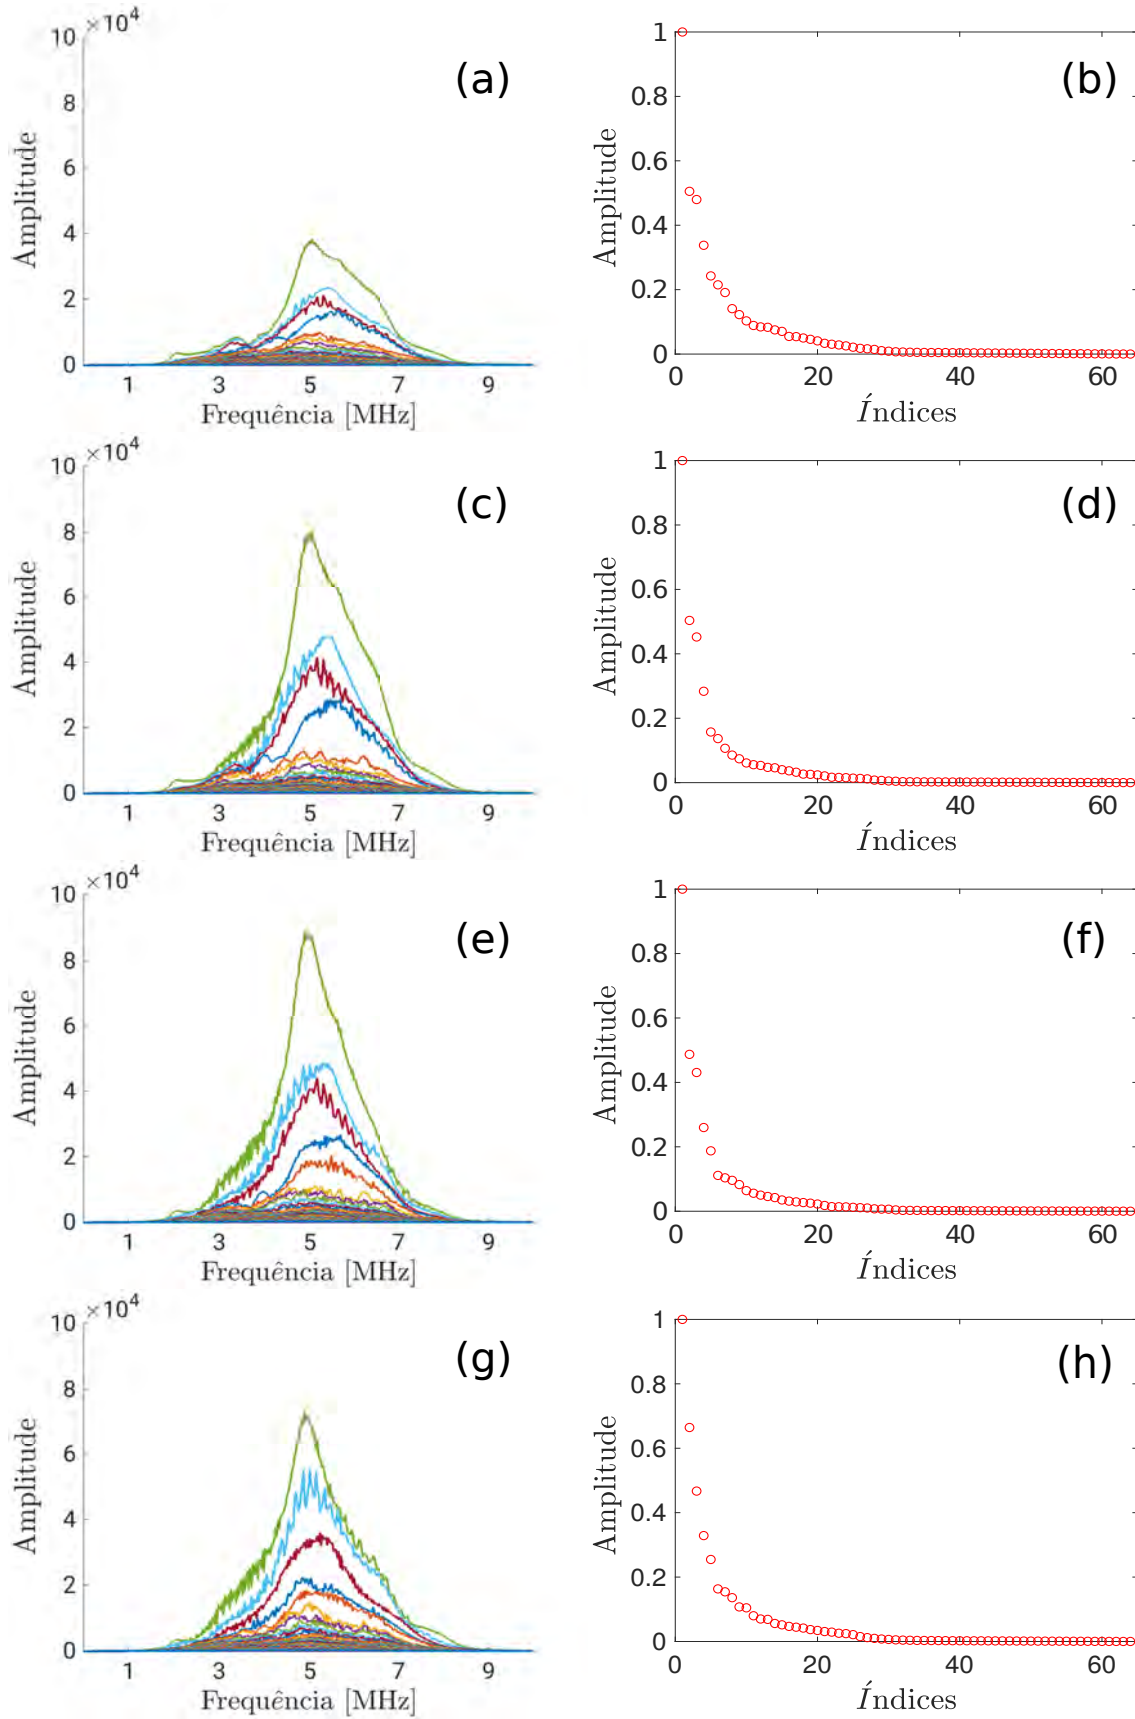 ×10⁴
(a)
10
8
6
4
2
0
Amplitude
1 3 5 7 9
Frequência [MHz]
(b)
1
0.8
0.6
0.4
0.2
0
Amplitude
0 20 40 60
Índices
×10⁴
(c)
10
8
6
4
2
0
Amplitude
1 3 5 7 9
Frequência [MHz]
(d)
1
0.8
0.6
0.4
0.2
0
Amplitude
0 20 40 60
Índices
×10⁴
(e)
10
8
6
4
2
0
Amplitude
1 3 5 7 9
Frequência [MHz]
(f)
1
0.8
0.6
0.4
0.2
0
Amplitude
0 20 40 60
Índices
×10⁴
(g)
10
8
6
4
2
0
Amplitude
1 3 5 7 9
Frequência [MHz]
(h)
1
0.8
0.6
0.4
0.2
0
Amplitude
0 20 40 60
Índices